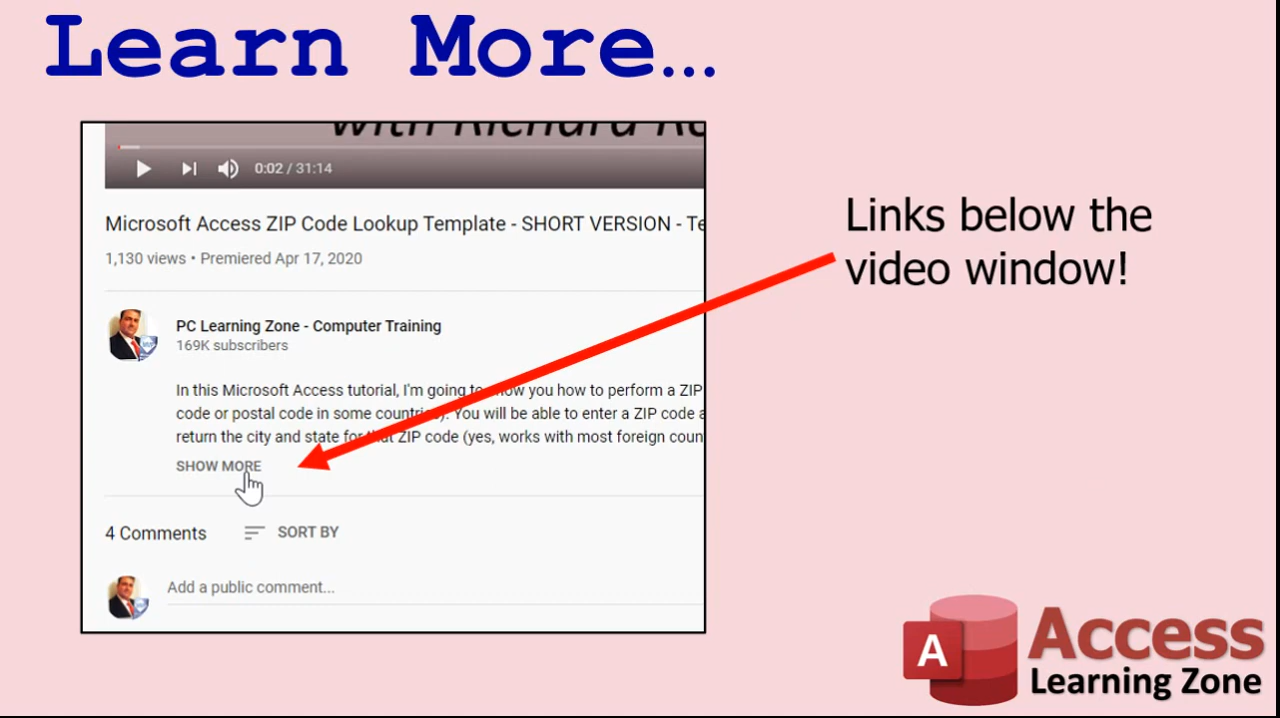 Learn More...
with Richard
0:02 / 31:14
Microsoft Access ZIP Code Lookup Template - SHORT VERSION - Te
1,130 views • Premiered Apr 17, 2020
PC Learning Zone - Computer Training
169K subscribers
In this Microsoft Access tutorial, I'm going to show you how to perform a ZIP
code or postal code in some countries). You will be able to enter a ZIP code a
return the city and state for that ZIP code (yes, works with most foreign coun
SHOW MORE
4 Comments SORT BY
Add a public comment...
Links below the
video window!
A
Access
Learning Zone